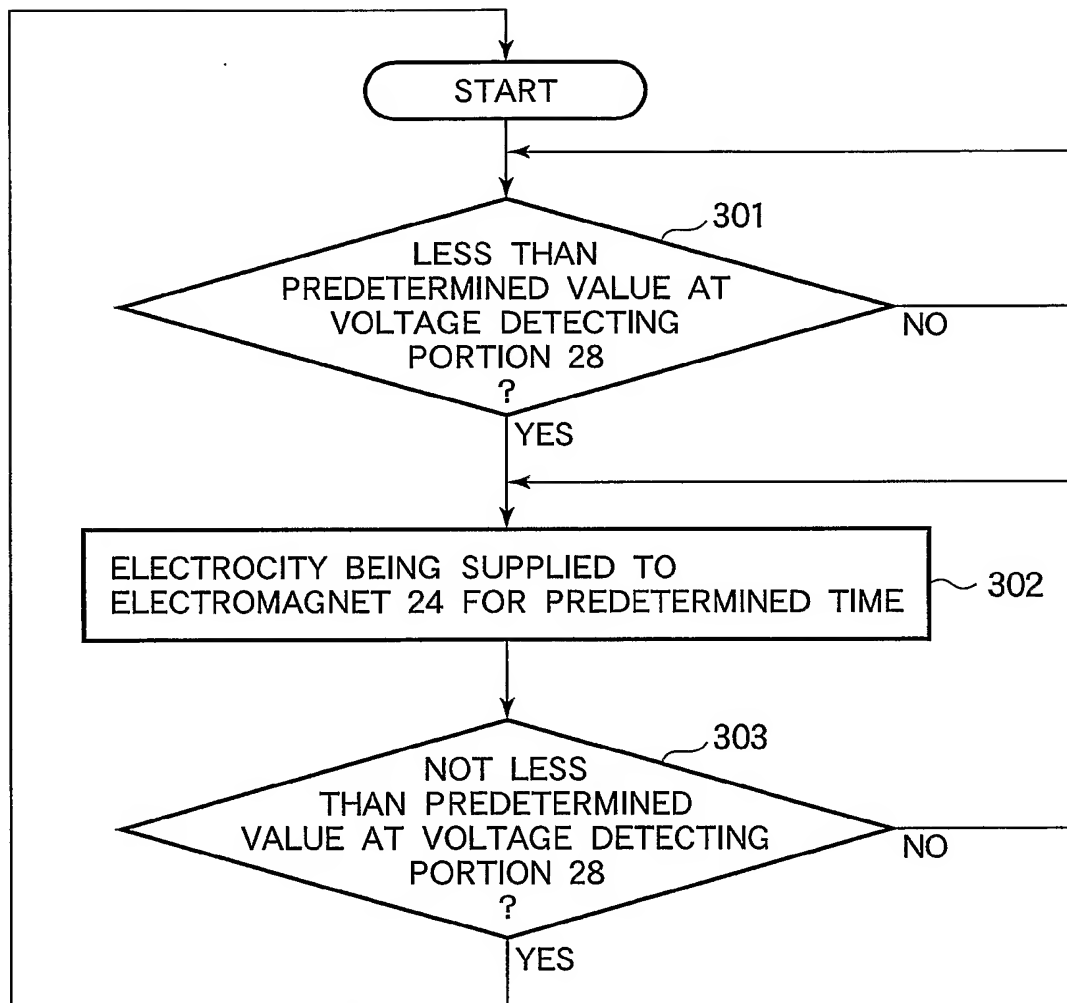 START
301
LESS THAN
PREDETERMINED VALUE AT
VOLTAGE DETECTING
PORTION 28
?
NO
YES
ELECTROCITY BEING SUPPLIED TO
ELECTROMAGNET 24 FOR PREDETERMINED TIME
302
303
NOT LESS
THAN PREDETERMINED
VALUE AT VOLTAGE DETECTING
PORTION 28
?
NO
YES